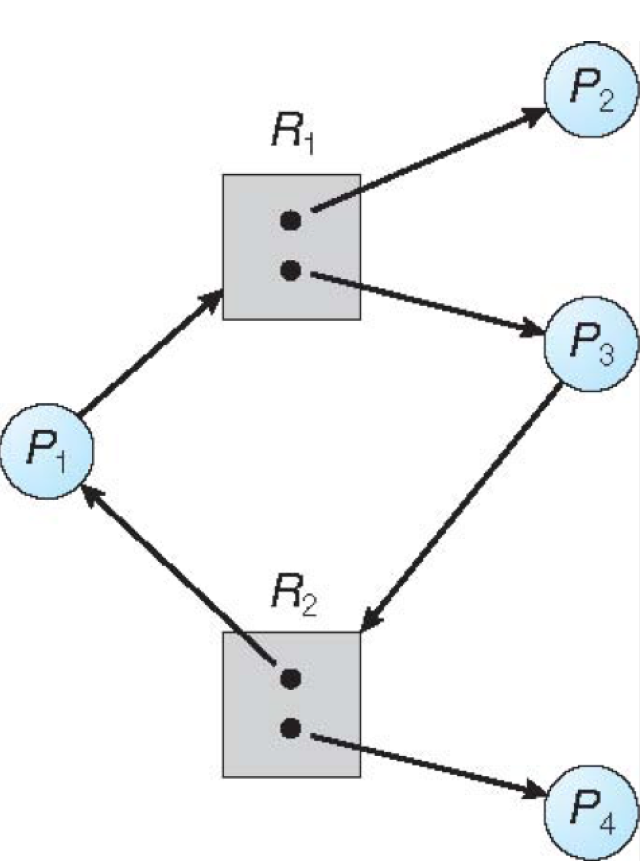 P₂
R₁
P₃
P₁
R₂
P₄